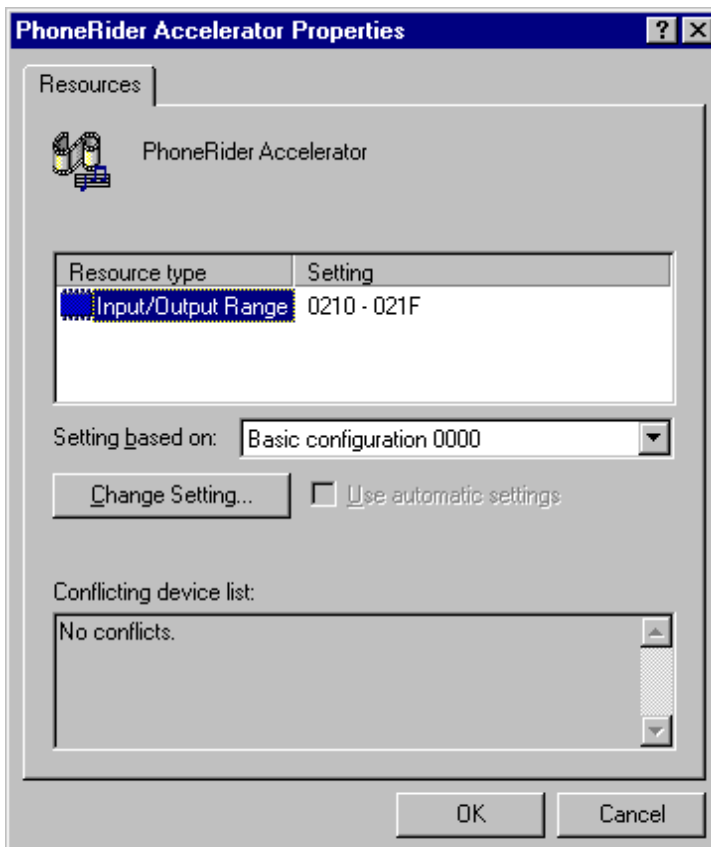 PhoneRider Accelerator Properties
Resources
PhoneRider Accelerator
Resource type Setting
Input/Output Range 0210 - 021F
Setting based on: Basic configuration 0000
Change Setting... Use automatic settings
Conflicting device list:
No conflicts.
OK Cancel